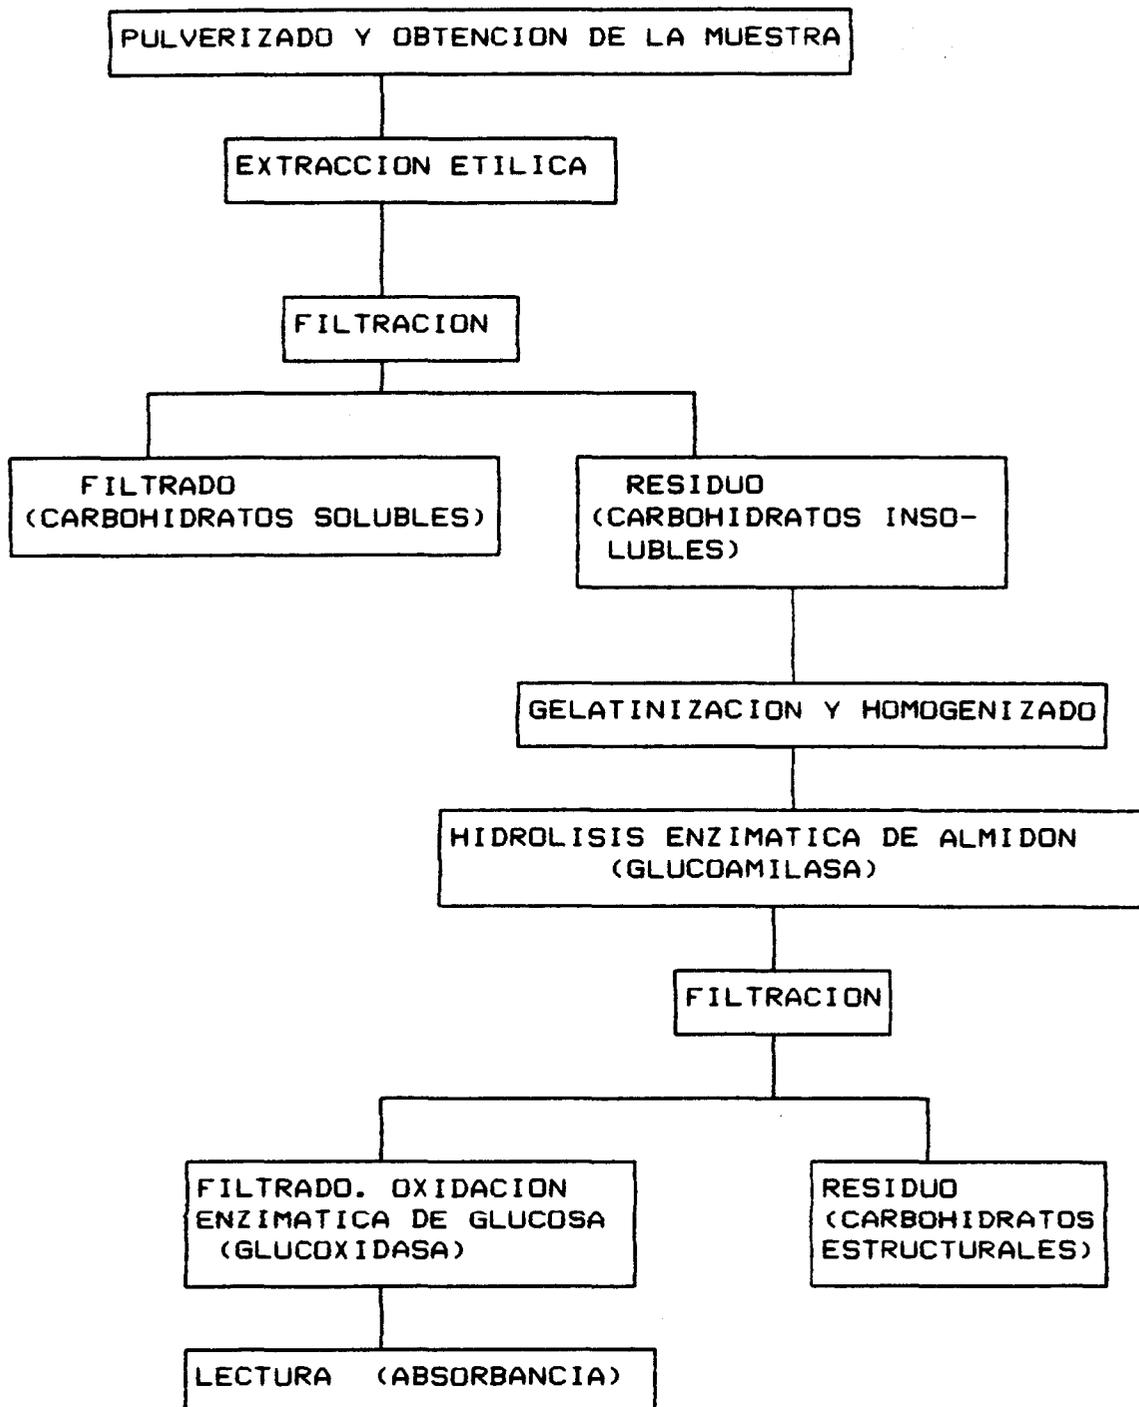 PULVERIZADO Y OBTENCION DE LA MUESTRA
EXTRACCION ETILICA
FILTRACION
FILTRADO
(CARBOHIDRATOS SOLUBLES)
RESIDUO
(CARBOHIDRATOS INSO-
LUBLES)
GELATINIZACION Y HOMOGENIZADO
HIDROLISIS ENZIMATICA DE ALMIDON
(GLUCOAMILASA)
FILTRACION
FILTRADO. OXIDACION
ENZIMATICA DE GLUCOSA
(GLUCOXIDASA)
RESIDUO
(CARBOHIDRATOS
ESTRUCTURALES)
LECTURA (ABSORBANCIA)